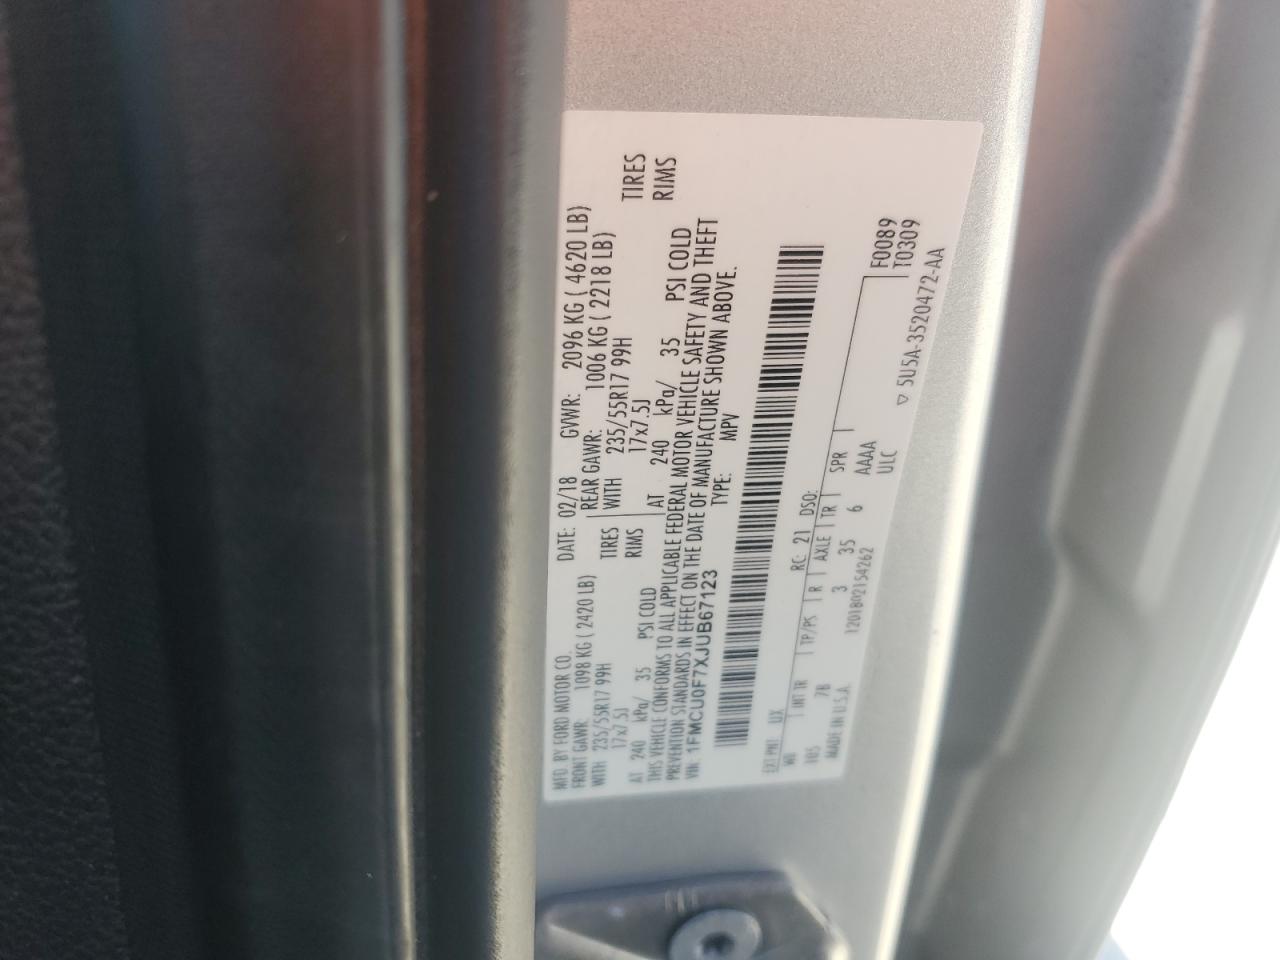 MFD. BY FORD MOTOR CO.
DATE: 02/18 GVWR: 2096 KG ( 4620 LB)
FRONT GAWR: 1098 KG ( 2420 LB) REAR GAWR: 1006 KG ( 2218 LB)
WITH 235/55R17 99H TIRES WITH 235/55R17 99H TIRES
17x7.5J RIMS 17x7.5J RIMS
AT 240 kPa/ 35 PSI COLD AT 240 kPa/ 35 PSI COLD
THIS VEHICLE CONFORMS TO ALL APPLICABLE FEDERAL MOTOR VEHICLE SAFETY AND THEFT
PREVENTION STANDARDS IN EFFECT ON THE DATE OF MANUFACTURE SHOWN ABOVE.
VIN: 1FMCU0F7XJUB67123 TYPE: MPV
EXT PNT: UX RC: 21 DSO:
WB INT TR TP/PS R AXLE TR SPR F0089
105 7B 3 35 6 AAAA T0309
ULC
MADE IN U.S.A. 1201802154262 ▽ 5U5A-3520472-AA